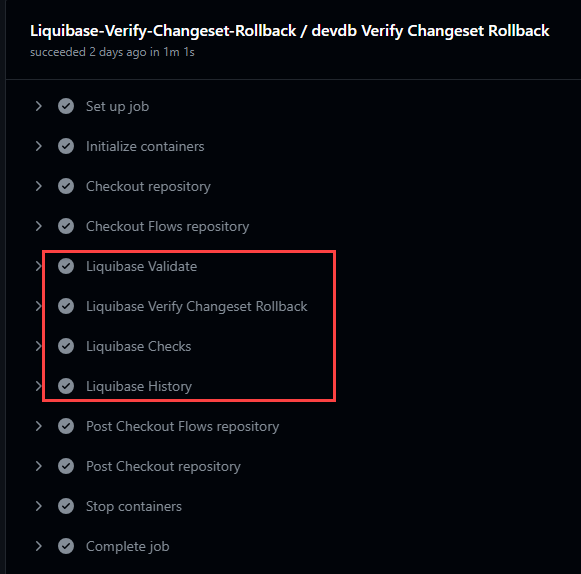 Liquibase-Verify-Changeset-Rollback / devdb Verify Changeset Rollback
succeeded 2 days ago in 1m 1s
Set up job
Initialize containers
Checkout repository
Checkout Flows repository
Liquibase Validate
Liquibase Verify Changeset Rollback
Liquibase Checks
Liquibase History
Post Checkout Flows repository
Post Checkout repository
Stop containers
Complete job